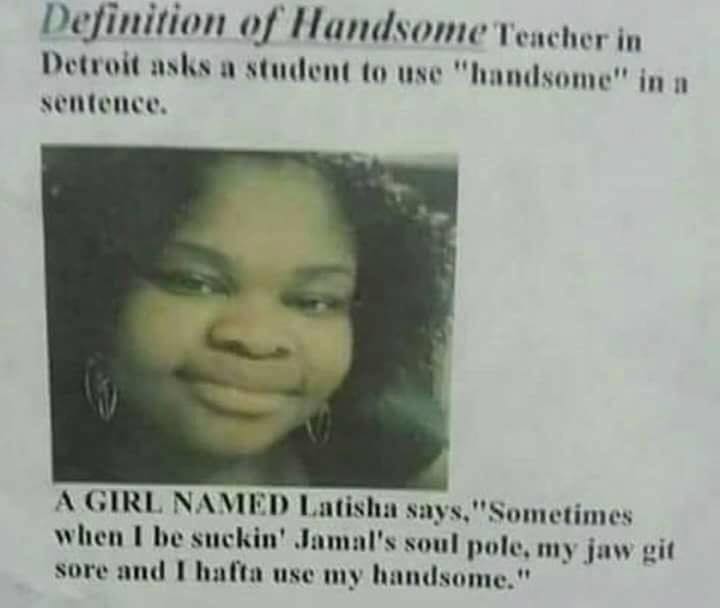 Definition of Handsome Teacher in
Detroit asks a student to use "handsome" in a
sentence.
A GIRL NAMED Latisha says,"Sometimes
when I be suckin' Jamal's soul pole, my jaw git
sore and I hafta use my handsome."